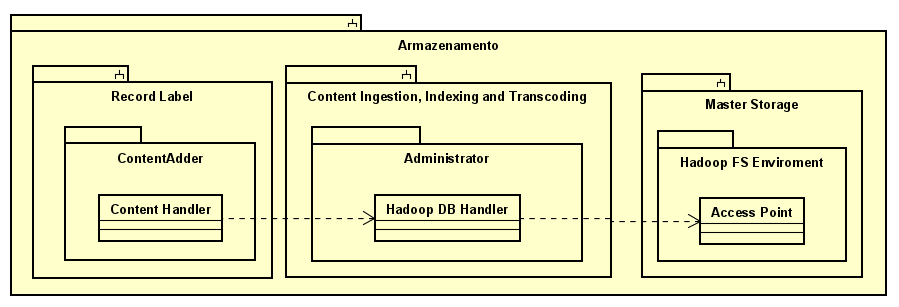 Armazenamento
Record Label
Content Ingestion, Indexing and Transcoding
Master Storage
ContentAdder
Administrator
Hadoop FS Enviroment
Content Handler
Hadoop DB Handler
Access Point